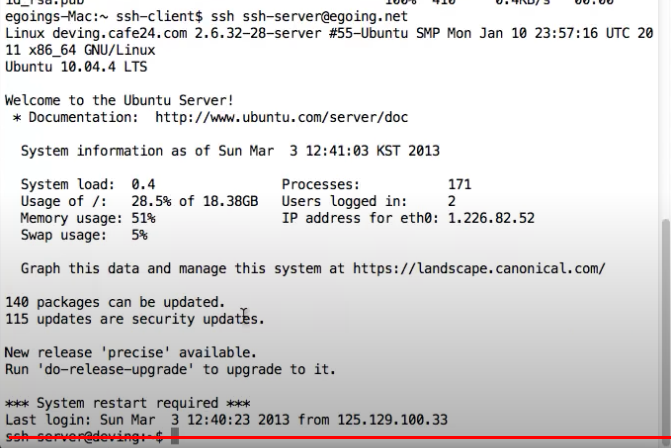 id_rsa.pub 100% 410 0.4KB/s 00:00
egoings-Mac:~ ssh-client$ ssh ssh-server@egoing.net
Linux deving.cafe24.com 2.6.32-28-server #55-Ubuntu SMP Mon Jan 10 23:57:16 UTC 20
11 x86_64 GNU/Linux
Ubuntu 10.04.4 LTS
Welcome to the Ubuntu Server!
* Documentation: http://www.ubuntu.com/server/doc
System information as of Sun Mar 3 12:41:03 KST 2013
System load: 0.4 Processes: 171
Usage of /: 28.5% of 18.38GB Users logged in: 2
Memory usage: 51% IP address for eth0: 1.226.82.52
Swap usage: 5%
Graph this data and manage this system at https://landscape.canonical.com/
140 packages can be updated.
115 updates are security updates.
New release 'precise' available.
Run 'do-release-upgrade' to upgrade to it.
*** System restart required ***
Last login: Sun Mar 3 12:40:23 2013 from 125.129.100.33
ssh-server@deving:~$